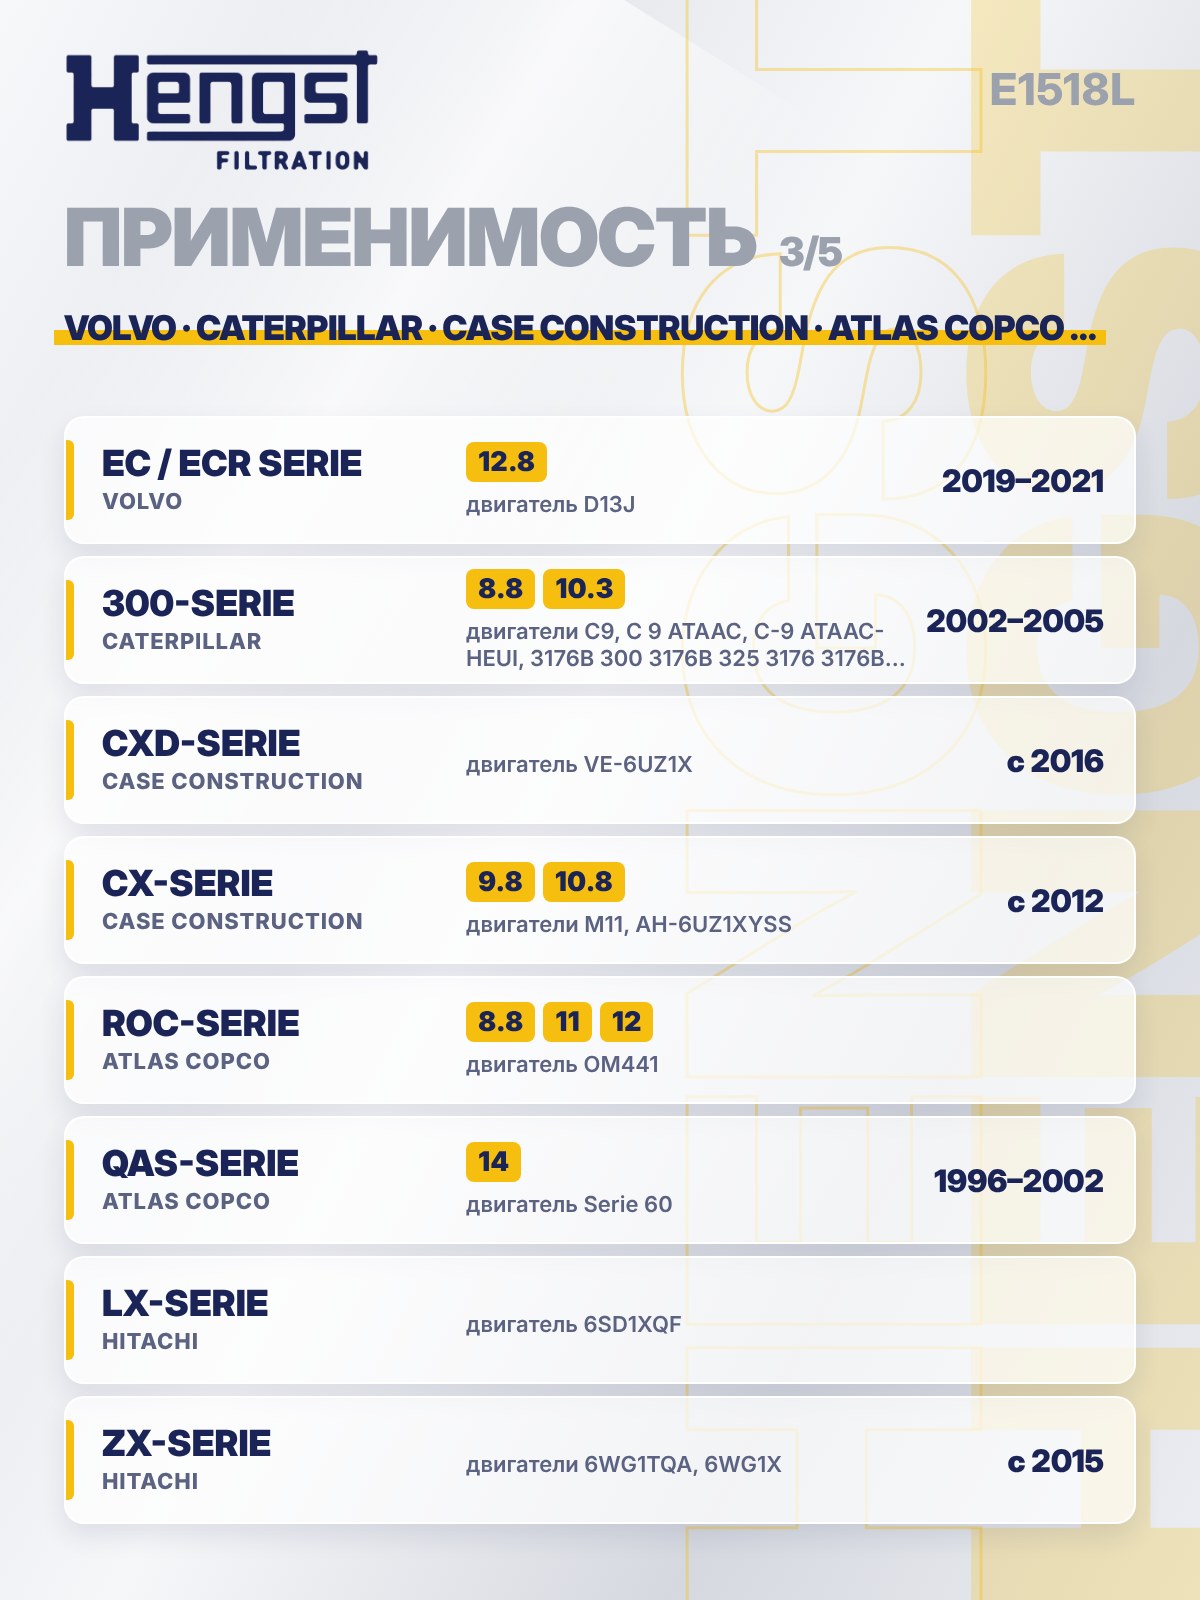 Hengst
FILTRATION
E1518L
ПРИМЕНИМОСТЬ 3/5
VOLVO · CATERPILLAR · CASE CONSTRUCTION · ATLAS COPCO ...
EC / ECR SERIE
VOLVO
12.8
двигатель D13J
2019–2021
300-SERIE
CATERPILLAR
8.8 10.3
двигатели C9, C 9 ATAAC, C-9 ATAAC-
HEUI, 3176B 300 3176B 325 3176 3176B...
2002–2005
CXD-SERIE
CASE CONSTRUCTION
двигатель VE-6UZ1X
с 2016
CX-SERIE
CASE CONSTRUCTION
9.8 10.8
двигатели M11, AH-6UZ1XYSS
с 2012
ROC-SERIE
ATLAS COPCO
8.8 11 12
двигатель OM441
QAS-SERIE
ATLAS COPCO
14
двигатель Serie 60
1996–2002
LX-SERIE
HITACHI
двигатель 6SD1XQF
ZX-SERIE
HITACHI
двигатели 6WG1TQA, 6WG1X
с 2015
HENGST